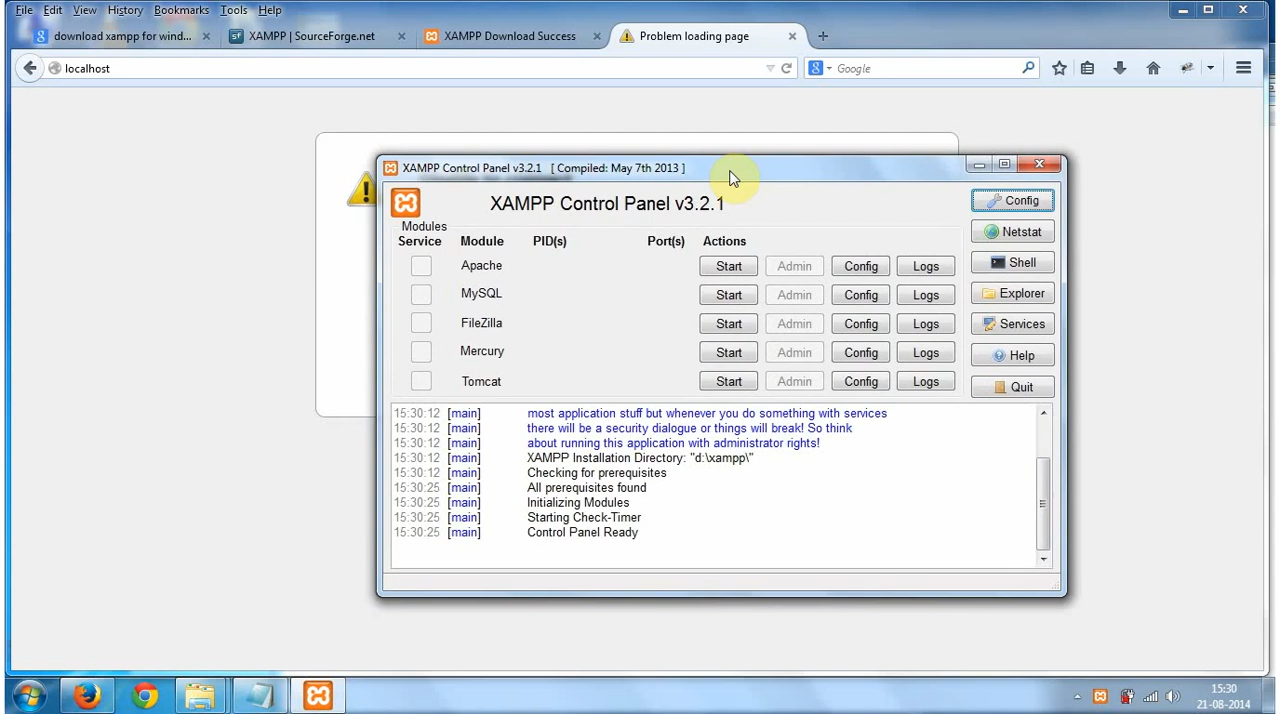 File Edit View History Bookmarks Tools Help
download xampp for wind...
XAMPP | SourceForge.net
XAMPP Download Success
Problem loading page
localhost
Google
XAMPP Control Panel v3.2.1 [ Compiled: May 7th 2013 ]
XAMPP Control Panel v3.2.1
Config
Modules
Service Module PID(s) Port(s) Actions
Netstat
Apache Start Admin Config Logs
Shell
MySQL Start Admin Config Logs
Explorer
FileZilla Start Admin Config Logs
Services
Mercury Start Admin Config Logs
Help
Tomcat Start Admin Config Logs
Quit
15:30:12 [main] most application stuff but whenever you do something with services
15:30:12 [main] there will be a security dialogue or things will break! So think
15:30:12 [main] about running this application with administrator rights!
15:30:12 [main] XAMPP Installation Directory: "d:\xampp\"
15:30:12 [main] Checking for prerequisites
15:30:25 [main] All prerequisites found
15:30:25 [main] Initializing Modules
15:30:25 [main] Starting Check-Timer
15:30:25 [main] Control Panel Ready
15:30
21-08-2014